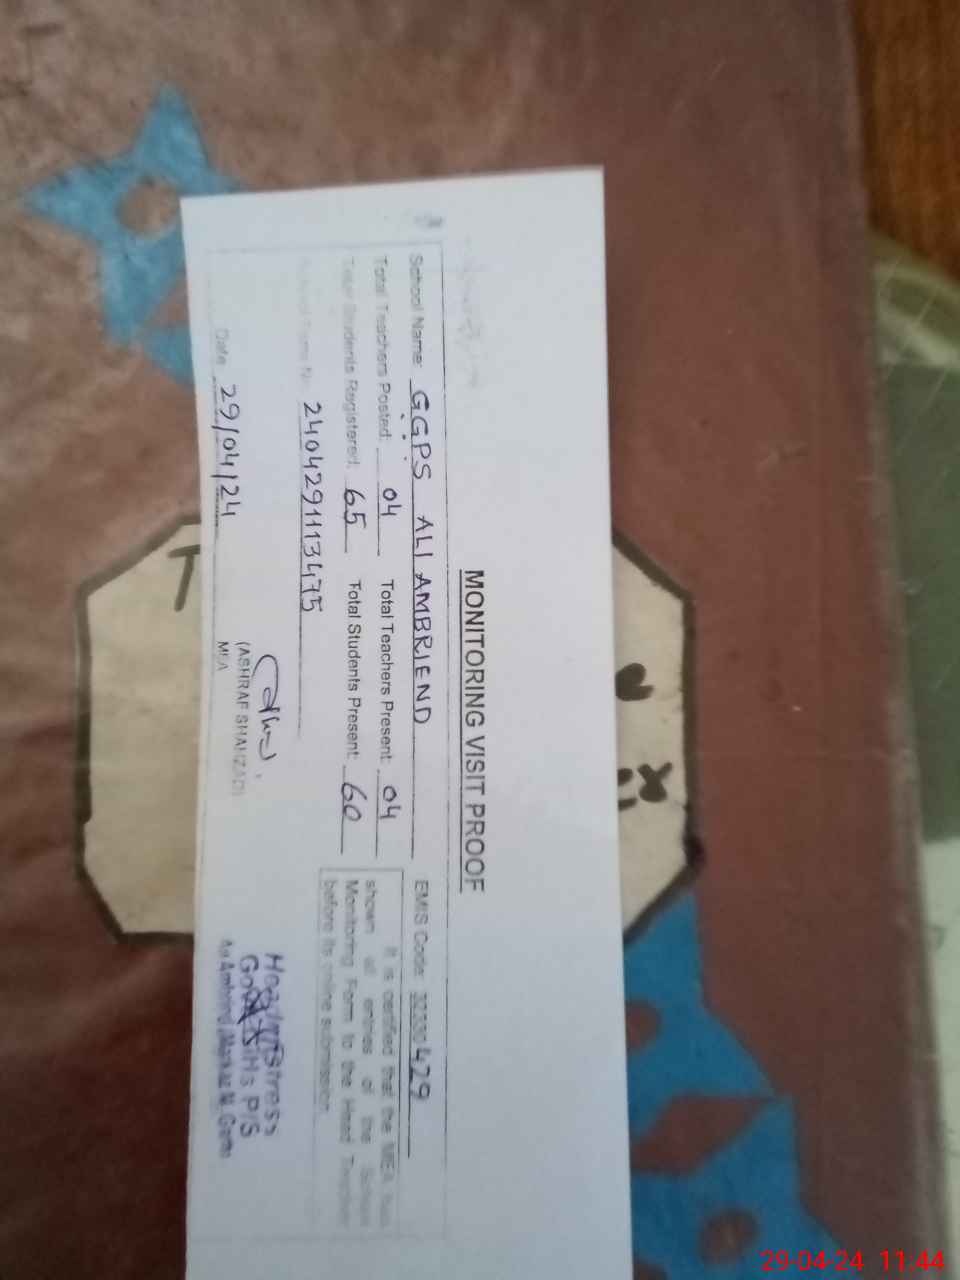 MONITORING VISIT PROOF
School Name: GGPS ALI AMBRIEND EMIS Code: 32330429
Total Teachers Posted: 04 Total Teachers Present: 04
Total Students Registered: 65 Total Students Present: 60
2404291113475
It is certified that the MEA has
shown all entries of the School
Monitoring Form to the Head Teacher
before its online submission.
Date 29/04/24
(ASHRAF SHAHZAD)
MEA
Headmistress
P/S
T
29-04-24 11:44